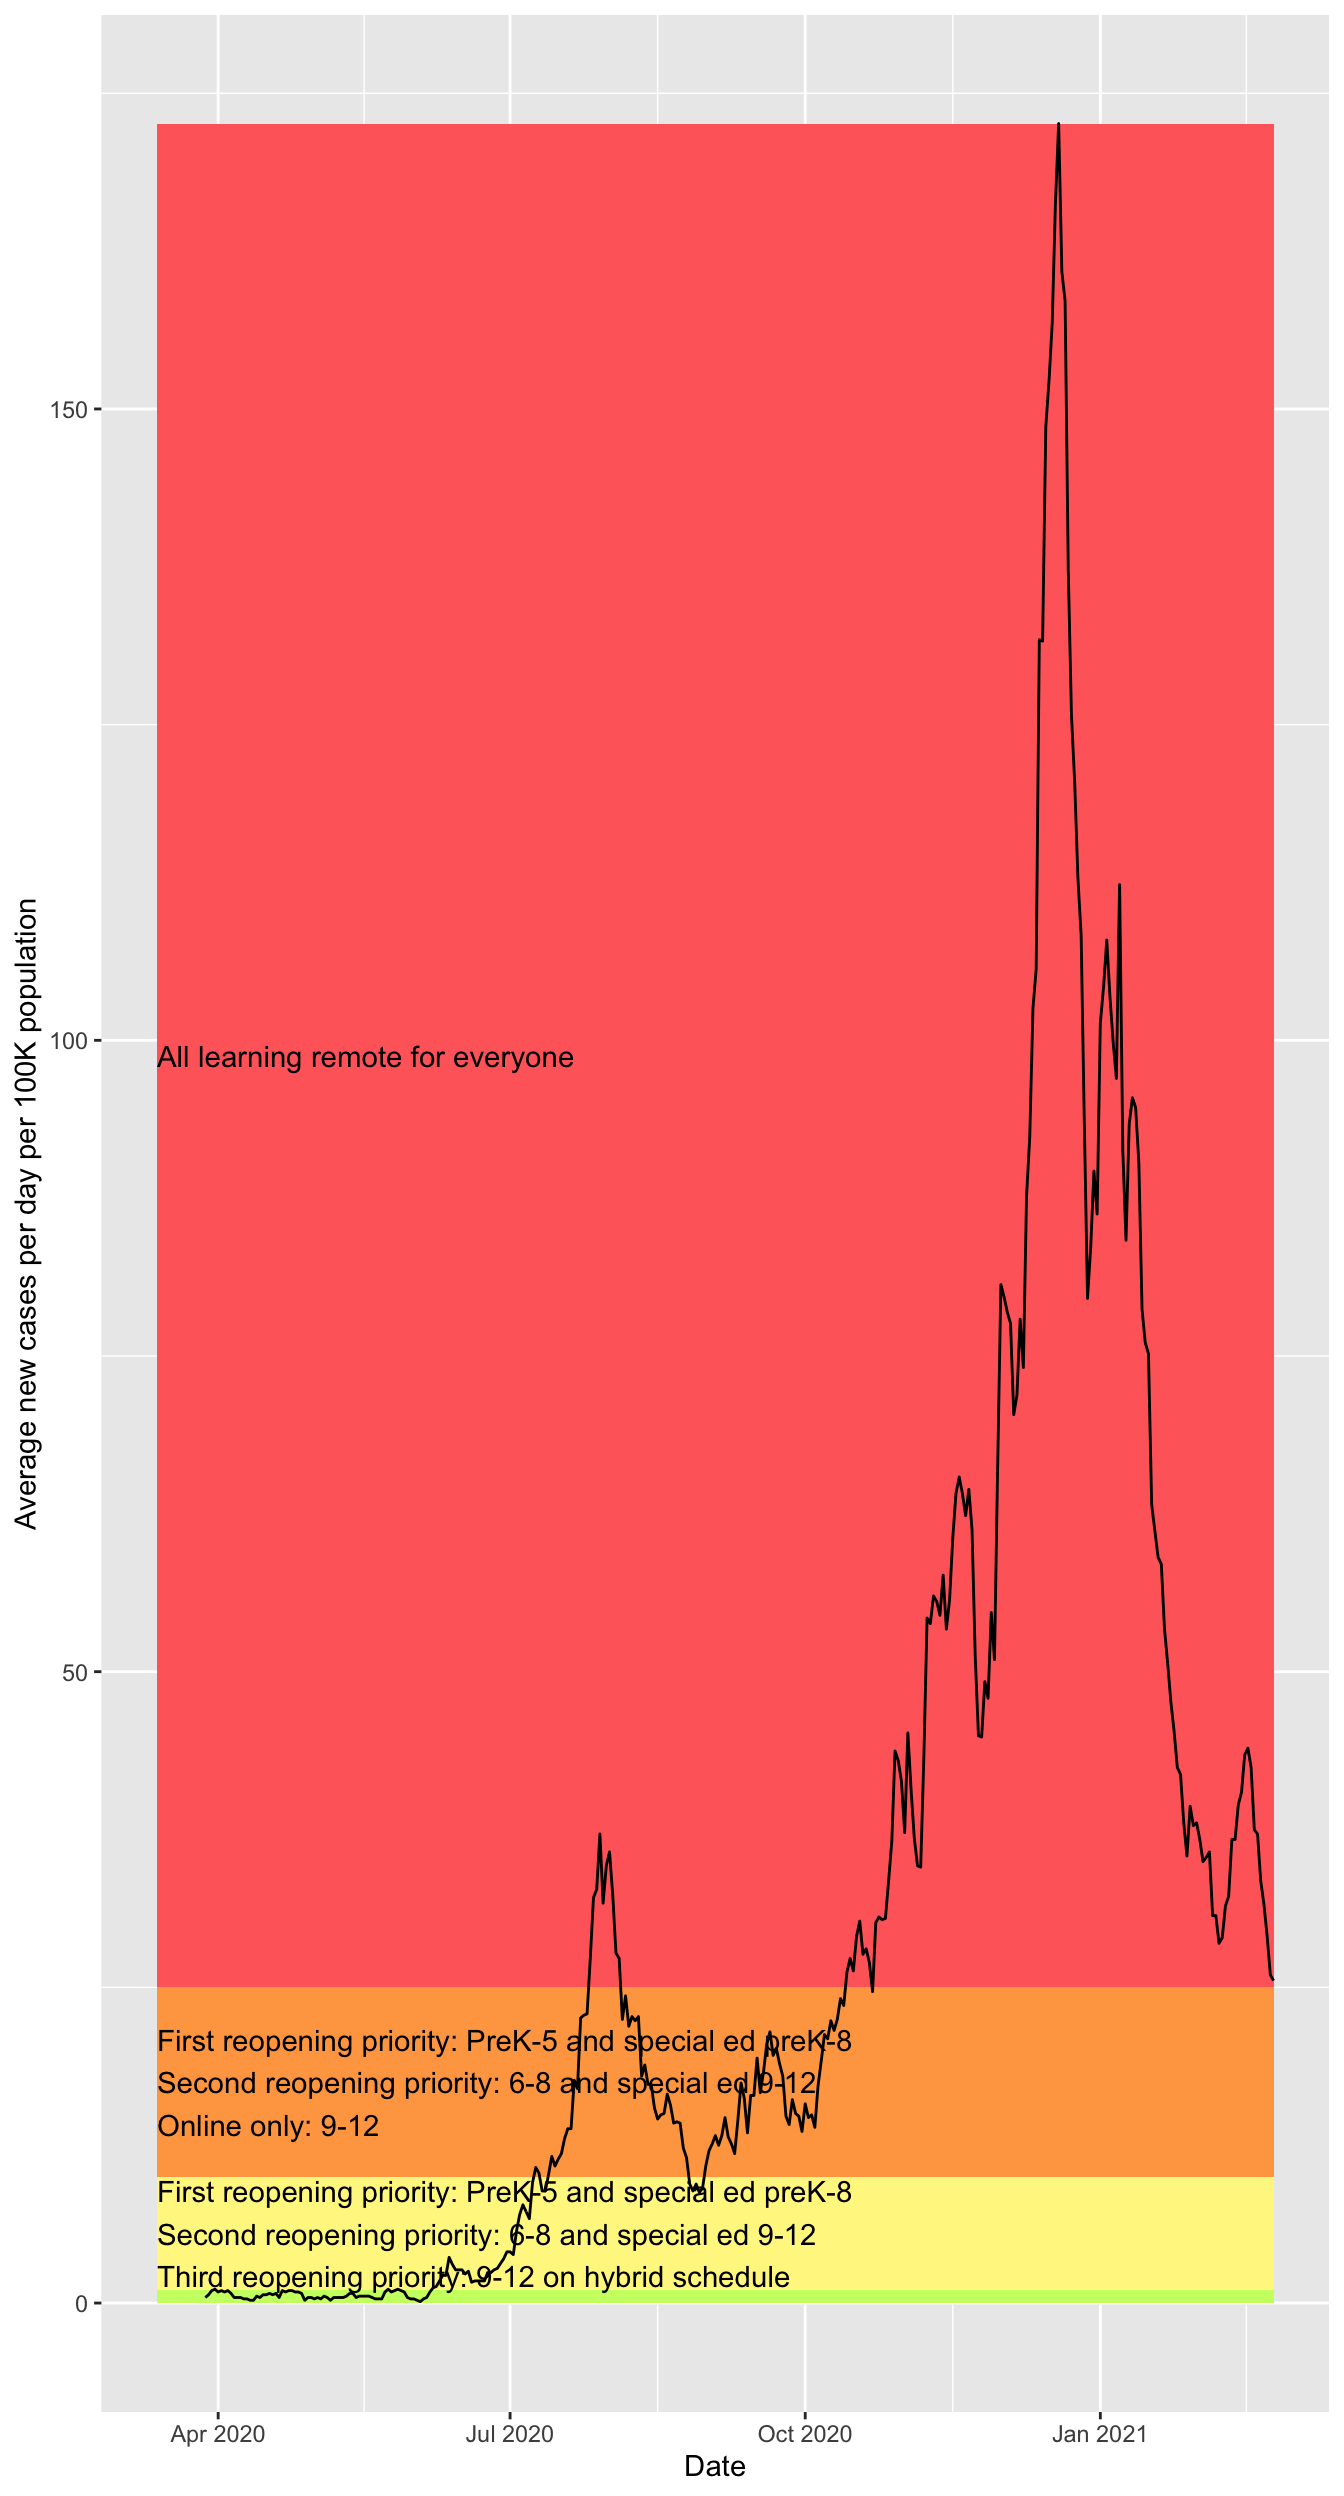 150
100
50
0
Average new cases per day per 100K population
All learning remote for everyone
First reopening priority: PreK-5 and special ed preK-8
Second reopening priority: 6-8 and special ed 9-12
Online only: 9-12
First reopening priority: PreK-5 and special ed preK-8
Second reopening priority: 6-8 and special ed 9-12
Third reopening priority: 9-12 on hybrid schedule
Apr 2020
Jul 2020
Oct 2020
Jan 2021
Date